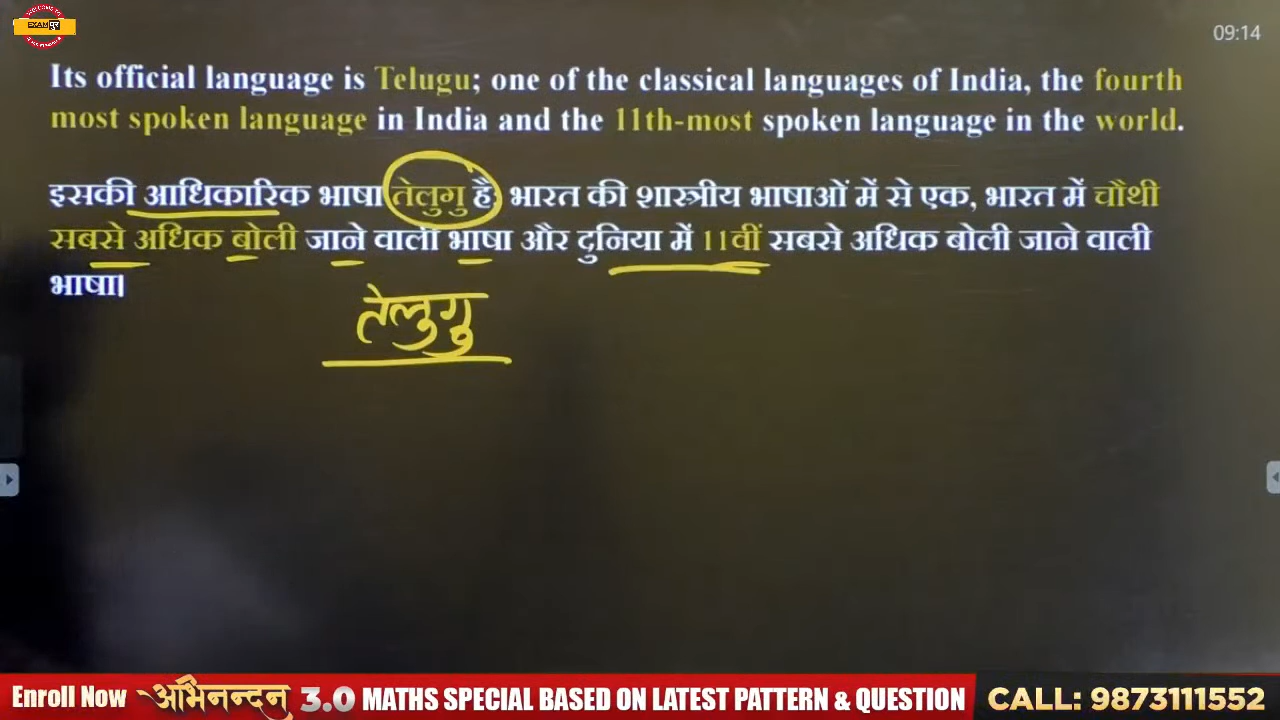 WELCOME TO
EXAM पुर
09:14
Its official language is Telugu; one of the classical languages of India, the fourth
most spoken language in India and the 11th-most spoken language in the world.
इसकी आधिकारिक भाषा तेलुगु है; भारत की शास्त्रीय भाषाओं में से एक, भारत में चौथी
सबसे अधिक बोली जाने वाली भाषा और दुनिया में 11वीं सबसे अधिक बोली जाने वाली
भाषा।
तेलुगु
Enroll Now अभिनन्दन 3.0 MATHS SPECIAL BASED ON LATEST PATTERN & QUESTION CALL: 9873111552